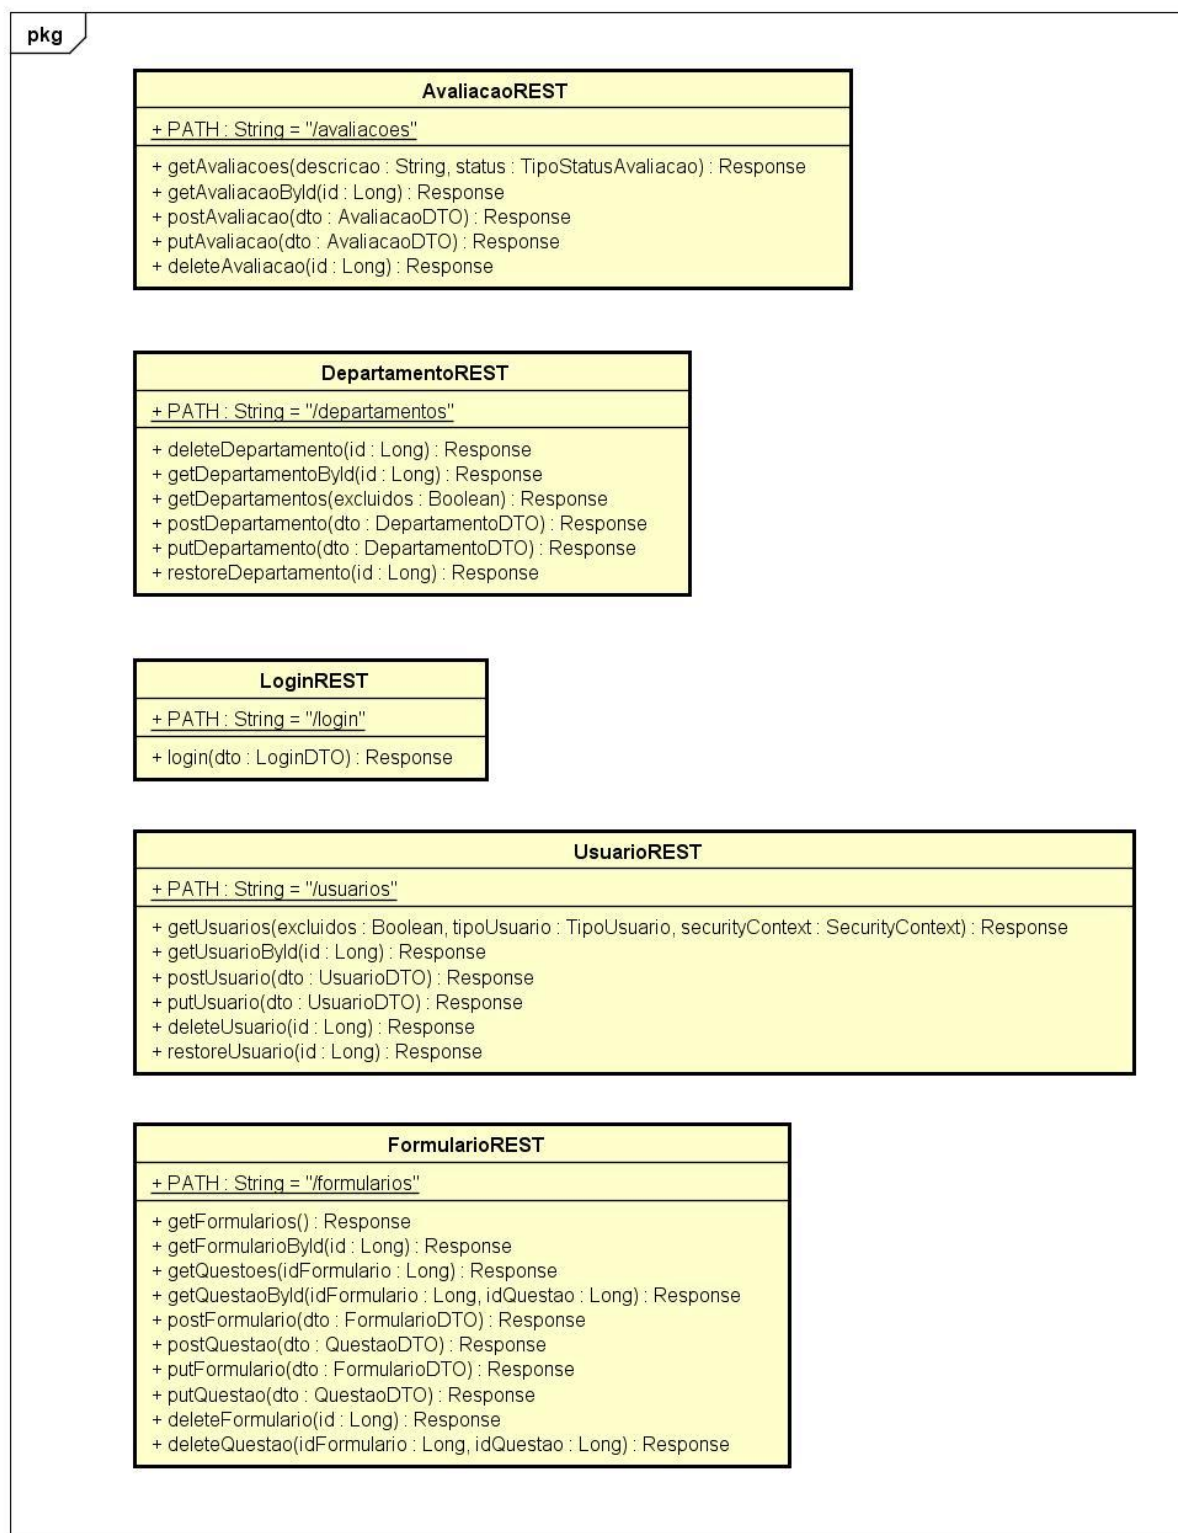 pkg
AvaliacaoREST
+ PATH : String = "/avaliacoes"
+ getAvaliacoes(descricao : String, status : TipoStatusAvaliacao) : Response
+ getAvaliacaoById(id : Long) : Response
+ postAvaliacao(dto : AvaliacaoDTO) : Response
+ putAvaliacao(dto : AvaliacaoDTO) : Response
+ deleteAvaliacao(id : Long) : Response
DepartamentoREST
+ PATH : String = "/departamentos"
+ deleteDepartamento(id : Long) : Response
+ getDepartamentoById(id : Long) : Response
+ getDepartamentos(excluidos : Boolean) : Response
+ postDepartamento(dto : DepartamentoDTO) : Response
+ putDepartamento(dto : DepartamentoDTO) : Response
+ restoreDepartamento(id : Long) : Response
LoginREST
+ PATH : String = "/login"
+ login(dto : LoginDTO) : Response
UsuarioREST
+ PATH : String = "/usuarios"
+ getUsuarios(excluidos : Boolean, tipoUsuario : TipoUsuario, securityContext : SecurityContext) : Response
+ getUsuarioById(id : Long) : Response
+ postUsuario(dto : UsuarioDTO) : Response
+ putUsuario(dto : UsuarioDTO) : Response
+ deleteUsuario(id : Long) : Response
+ restoreUsuario(id : Long) : Response
FormularioREST
+ PATH : String = "/formularios"
+ getFormularios() : Response
+ getFormularioById(id : Long) : Response
+ getQuestoes(idFormulario : Long) : Response
+ getQuestaoById(idFormulario : Long, idQuestao : Long) : Response
+ postFormulario(dto : FormularioDTO) : Response
+ postQuestao(dto : QuestaoDTO) : Response
+ putFormulario(dto : FormularioDTO) : Response
+ putQuestao(dto : QuestaoDTO) : Response
+ deleteFormulario(id : Long) : Response
+ deleteQuestao(idFormulario : Long, idQuestao : Long) : Response